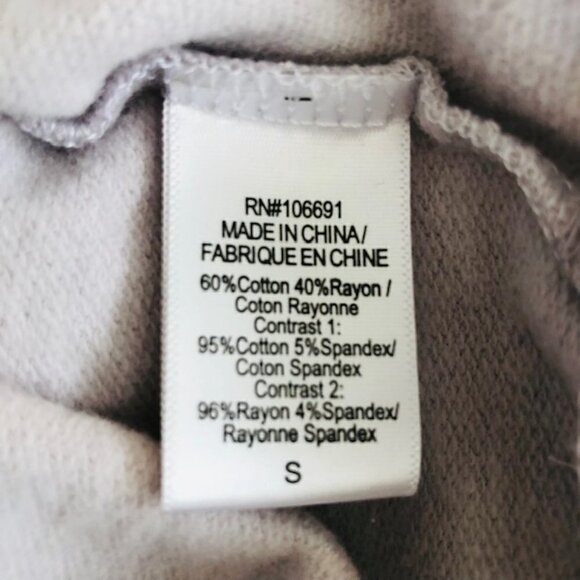 RN#106691
MADE IN CHINA/
FABRIQUE EN CHINE
60%Cotton 40%Rayon /
Coton Rayonne
Contrast 1:
95%Cotton 5%Spandex/
Coton Spandex
Contrast 2:
96%Rayon 4%Spandex/
Rayonne Spandex
S